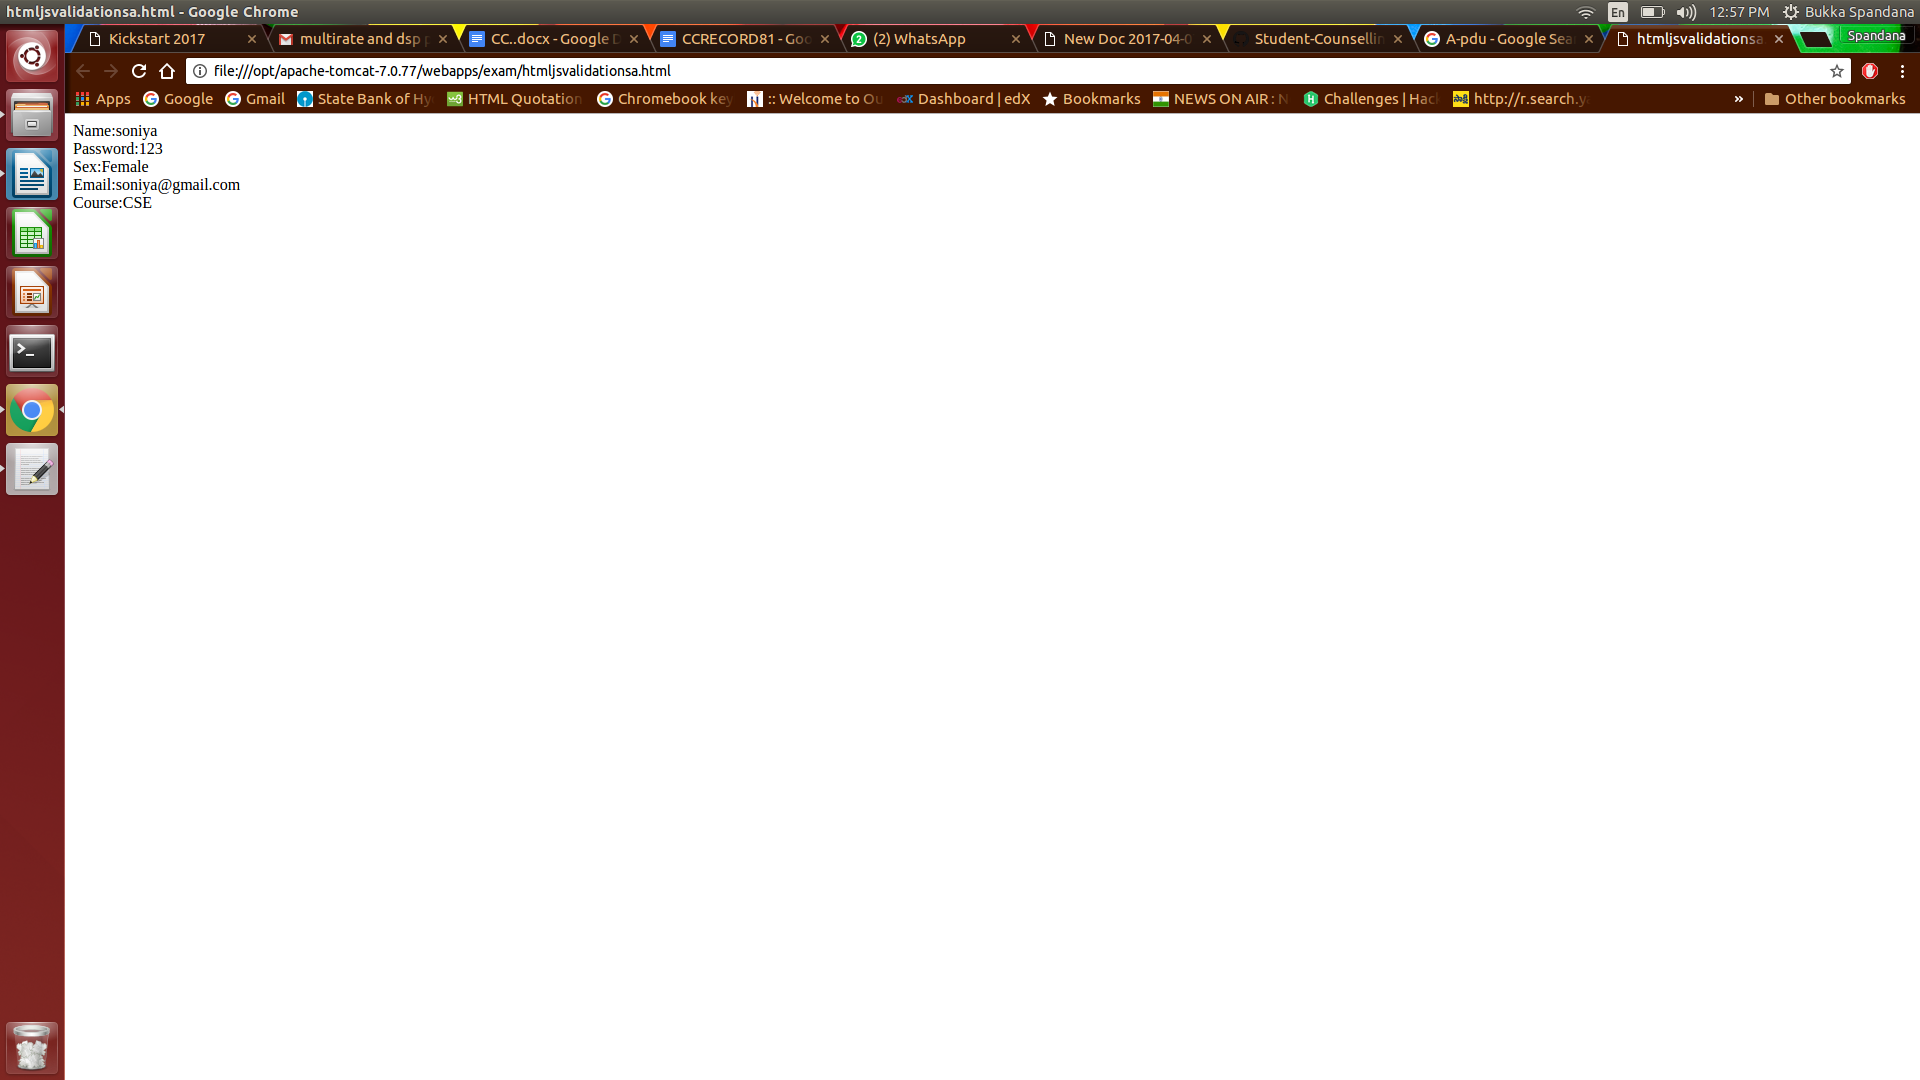 htmljsvalidationsa.html - Google Chrome
En
12:57 PM
Bukka Spandana
Kickstart 2017
multirate and dsp p
CC..docx - Google D
CCRECORD81 - Goo
(2) WhatsApp
New Doc 2017-04-0
Student-Counsellin
A-pdu - Google Sea
htmljsvalidationsa.
Spandana
file:///opt/apache-tomcat-7.0.77/webapps/exam/htmljsvalidationsa.html
Apps
Google
Gmail
State Bank of Hy
HTML Quotation
Chromebook key
:: Welcome to Ou
Dashboard | edX
Bookmarks
NEWS ON AIR : N
Challenges | Hack
http://r.search.ya
»
Other bookmarks
Name:soniya
Password:123
Sex:Female
Email:soniya@gmail.com
Course:CSE